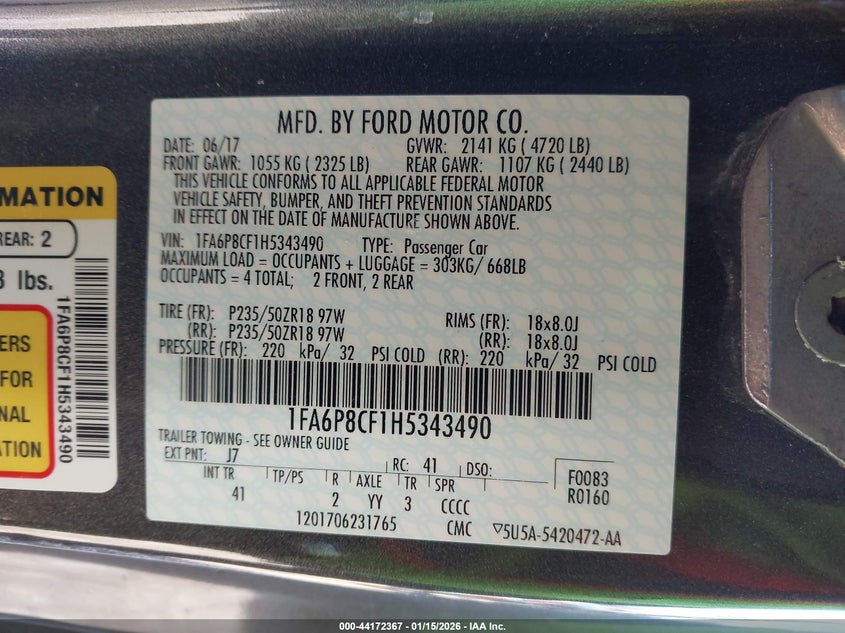 MFD. BY FORD MOTOR CO.
DATE: 06/17 GVWR: 2141 KG ( 4720 LB)
FRONT GAWR: 1055 KG ( 2325 LB) REAR GAWR: 1107 KG ( 2440 LB)
THIS VEHICLE CONFORMS TO ALL APPLICABLE FEDERAL MOTOR
VEHICLE SAFETY, BUMPER, AND THEFT PREVENTION STANDARDS
IN EFFECT ON THE DATE OF MANUFACTURE SHOWN ABOVE.
VIN: 1FA6P8CF1H5343490 TYPE: Passenger Car
MAXIMUM LOAD = OCCUPANTS + LUGGAGE = 303KG/ 668LB
OCCUPANTS = 4 TOTAL; 2 FRONT, 2 REAR
TIRE (FR): P235/50ZR18 97W RIMS (FR): 18x8.0J
(RR): P235/50ZR18 97W (RR): 18x8.0J
PRESSURE (FR): 220 kPa/ 32 PSI COLD (RR): 220 kPa/ 32 PSI COLD
1FA6P8CF1H5343490
TRAILER TOWING - SEE OWNER GUIDE
EXT PNT: J7 RC: 41 DSO:
INT TR TP/PS R AXLE TR SPR
41 2 YY 3 CCCC
F0083
R0160
1201706231765 CMC 5U5A-5420472-AA
MATION
REAR: 2
lbs.
1FA6P8CF1H5343490
FOR
000-44172367 - 01/15/2026 - IAA Inc.